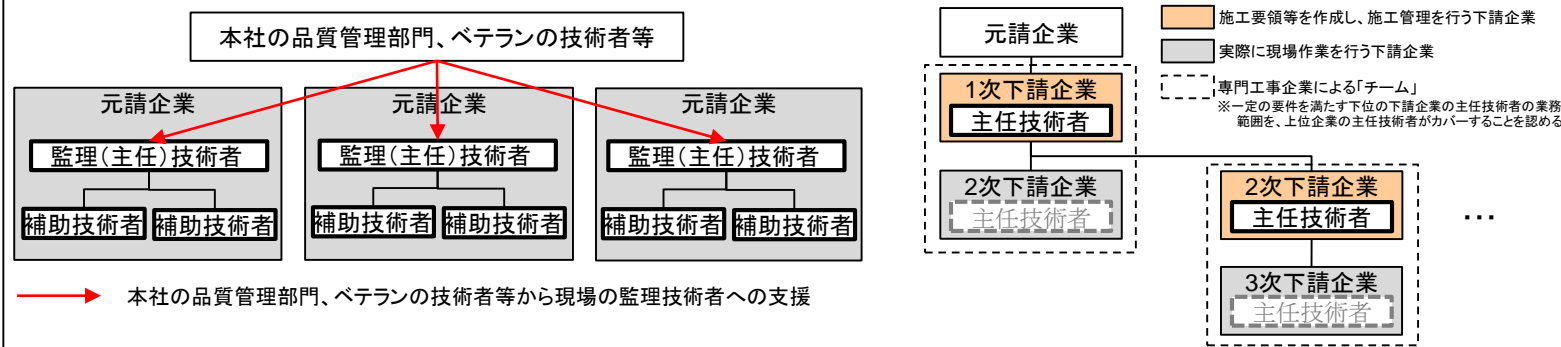 本社の品質管理部門、ベテランの技術者等
元請企業
監理(主任)技術者
補助技術者
補助技術者
元請企業
監理(主任)技術者
補助技術者
補助技術者
元請企業
監理(主任)技術者
補助技術者
補助技術者
本社の品質管理部門、ベテランの技術者等から現場の監理技術者への支援
元請企業
1次下請企業
主任技術者
2次下請企業
主任技術者
2次下請企業
主任技術者
3次下請企業
主任技術者
…
施工要領等を作成し、施工管理を行う下請企業
実際に現場作業を行う下請企業
専門工事企業による「チーム」
※一定の要件を満たす下位の下請企業の主任技術者の業務
範囲を、上位企業の主任技術者がカバーすることを認める